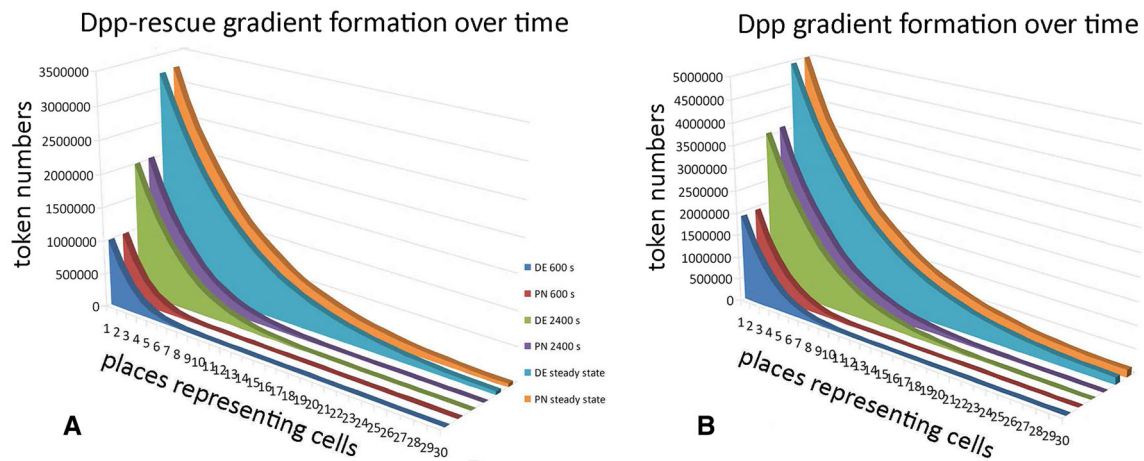 A
Dpp-rescue gradient formation over time
3500000
3000000
2500000
2000000
1500000
1000000
500000
0
token numbers
1 2 3 4 5 6 7 8 9 10 11 12 13 14 15 16 17 18 19 20 21 22 23 24 25 26 27 28 29 30
places representing cells
DE 600 s
PN 600 s
DE 2400 s
PN 2400 s
DE steady state
PN steady state
B
Dpp gradient formation over time
5000000
4500000
4000000
3500000
3000000
2500000
2000000
1500000
1000000
500000
0
token numbers
1 2 3 4 5 6 7 8 9 10 11 12 13 14 15 16 17 18 19 20 21 22 23 24 25 26 27 28 29 30
places representing cells